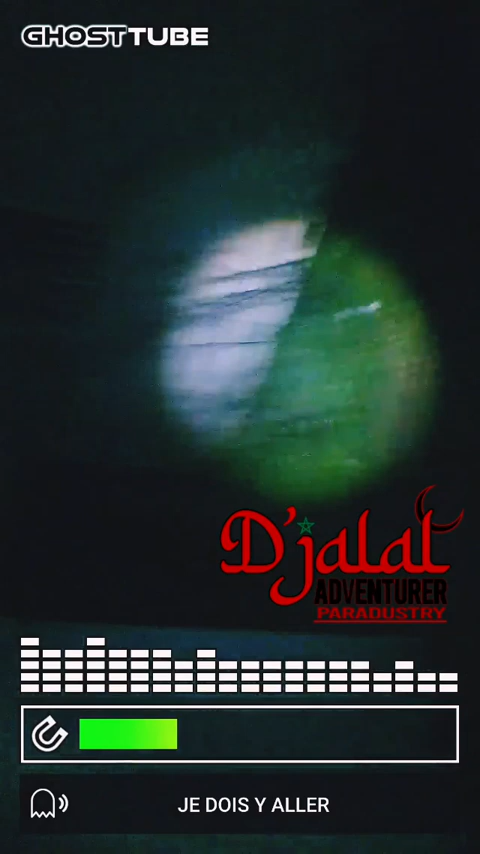 GHOSTTUBE
D'jalal
ADVENTURER
PARADUSTRY
JE DOIS Y ALLER